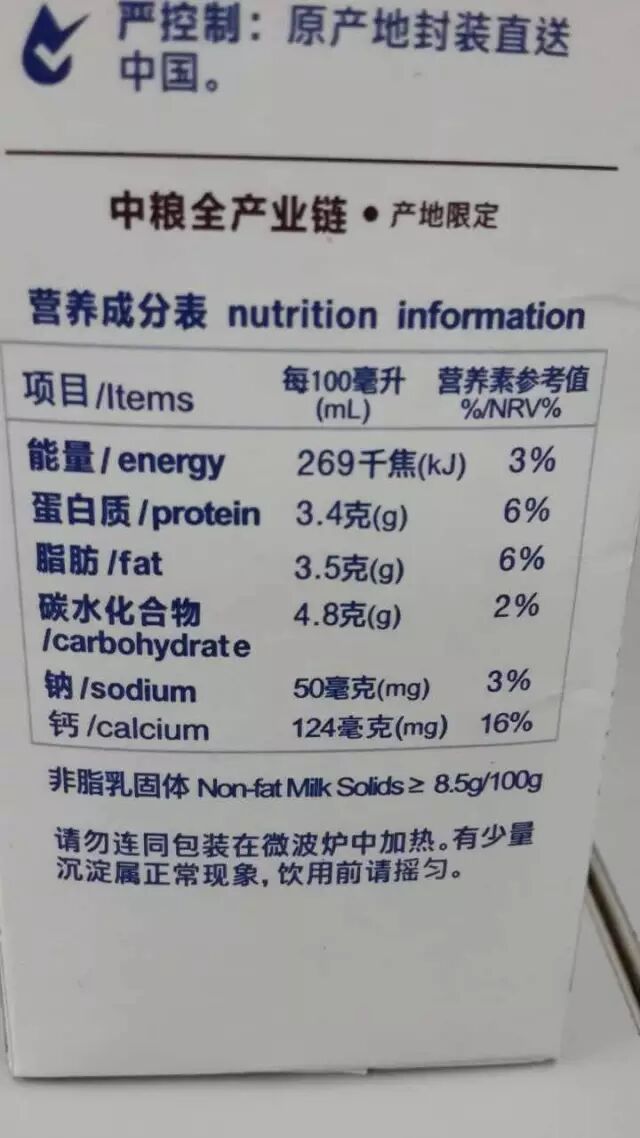 严控制：原产地封装直送
中国。
中粮全产业链•产地限定
营养成分表 nutrition information
项目/Items 每100毫升(mL) 营养素参考值%/NRV%
能量/energy 269千焦(kJ) 3%
蛋白质/protein 3.4克(g) 6%
脂肪/fat 3.5克(g) 6%
碳水化合物/carbohydrate 4.8克(g) 2%
钠/sodium 50毫克(mg) 3%
钙/calcium 124毫克(mg) 16%
非脂乳固体 Non-fat Milk Solids ≥ 8.5g/100g
请勿连同包装在微波炉中加热。有少量
沉淀属正常现象，饮用前请摇匀。